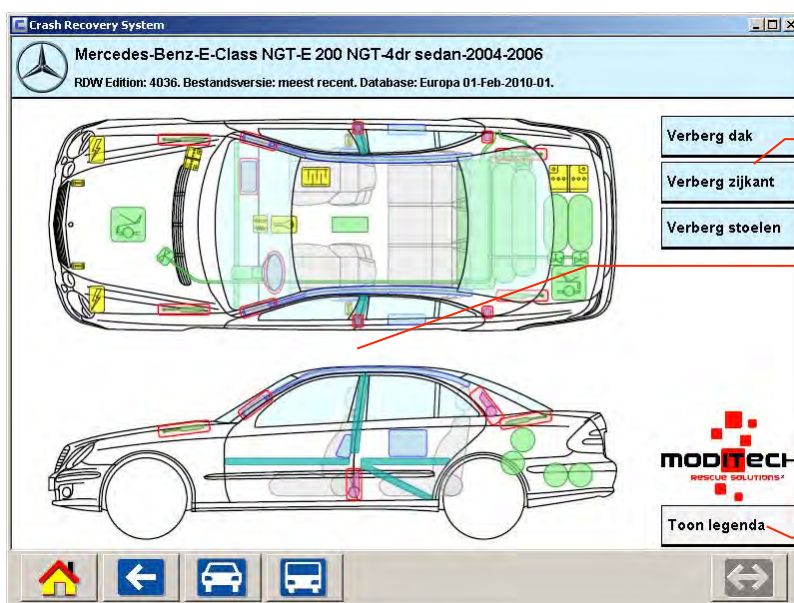 Crash Recovery System
Mercedes-Benz-E-Class NGT-E 200 NGT-4dr sedan-2004-2006
RDW Edition: 4036. Bestandsversie: meest recent. Database: Europa 01-Feb-2010-01.
Verberg dak
Verberg zijkant
Verberg stoelen
MODITECH
RESCUE SOLUTIONS
Toon legenda